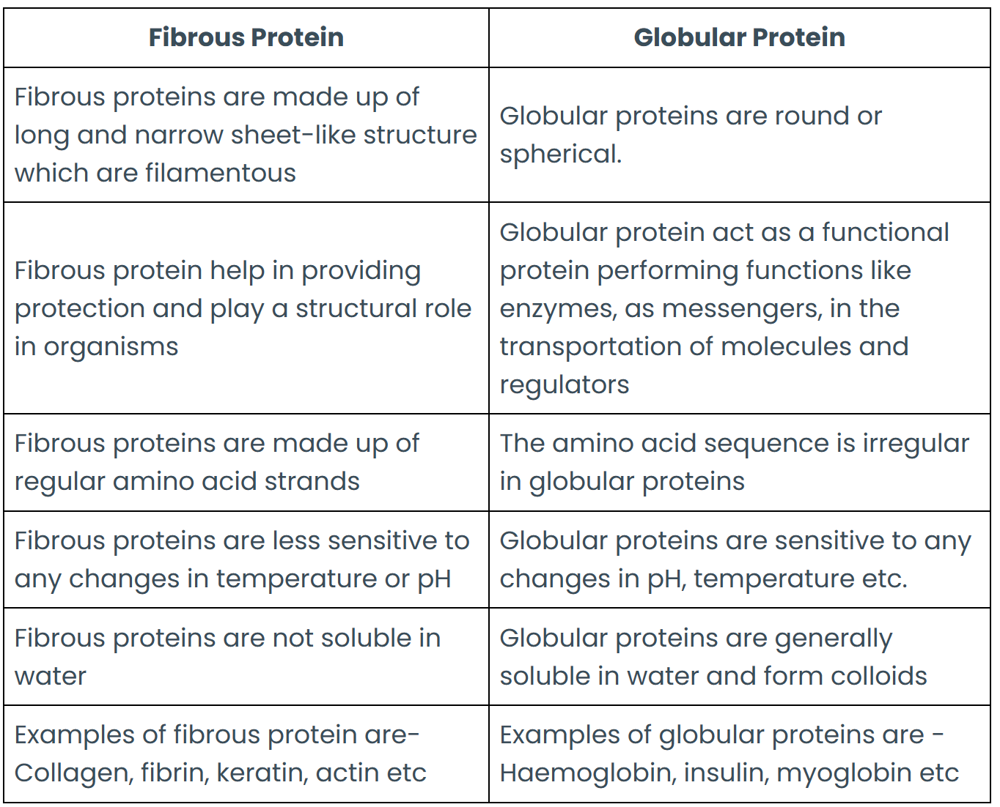 Fibrous Protein
Globular Protein
Fibrous proteins are made up of
long and narrow sheet-like structure
which are filamentous
Globular proteins are round or
spherical.
Fibrous protein help in providing
protection and play a structural role
in organisms
Globular protein act as a functional
protein performing functions like
enzymes, as messengers, in the
transportation of molecules and
regulators
Fibrous proteins are made up of
regular amino acid strands
The amino acid sequence is irregular
in globular proteins
Fibrous proteins are less sensitive to
any changes in temperature or pH
Globular proteins are sensitive to any
changes in pH, temperature etc.
Fibrous proteins are not soluble in
water
Globular proteins are generally
soluble in water and form colloids
Examples of fibrous protein are-
Collagen, fibrin, keratin, actin etc
Examples of globular proteins are -
Haemoglobin, insulin, myoglobin etc